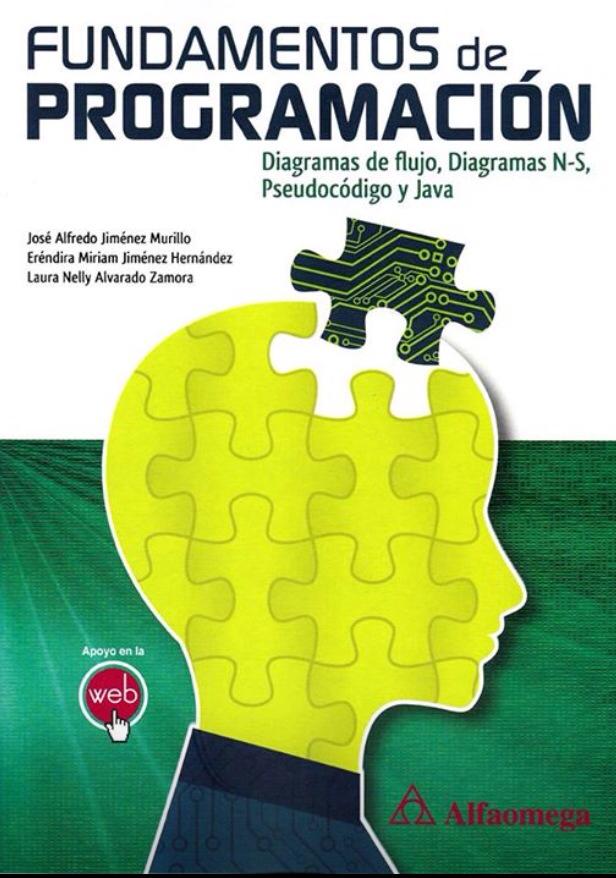 FUNDAMENTOS de
PROGRAMACIÓN
Diagramas de flujo, Diagramas N-S,
Pseudocódigo y Java
José Alfredo Jiménez Murillo
Eréndira Miriam Jiménez Hernández
Laura Nelly Alvarado Zamora
Apoyo en la
web
Alfaomega